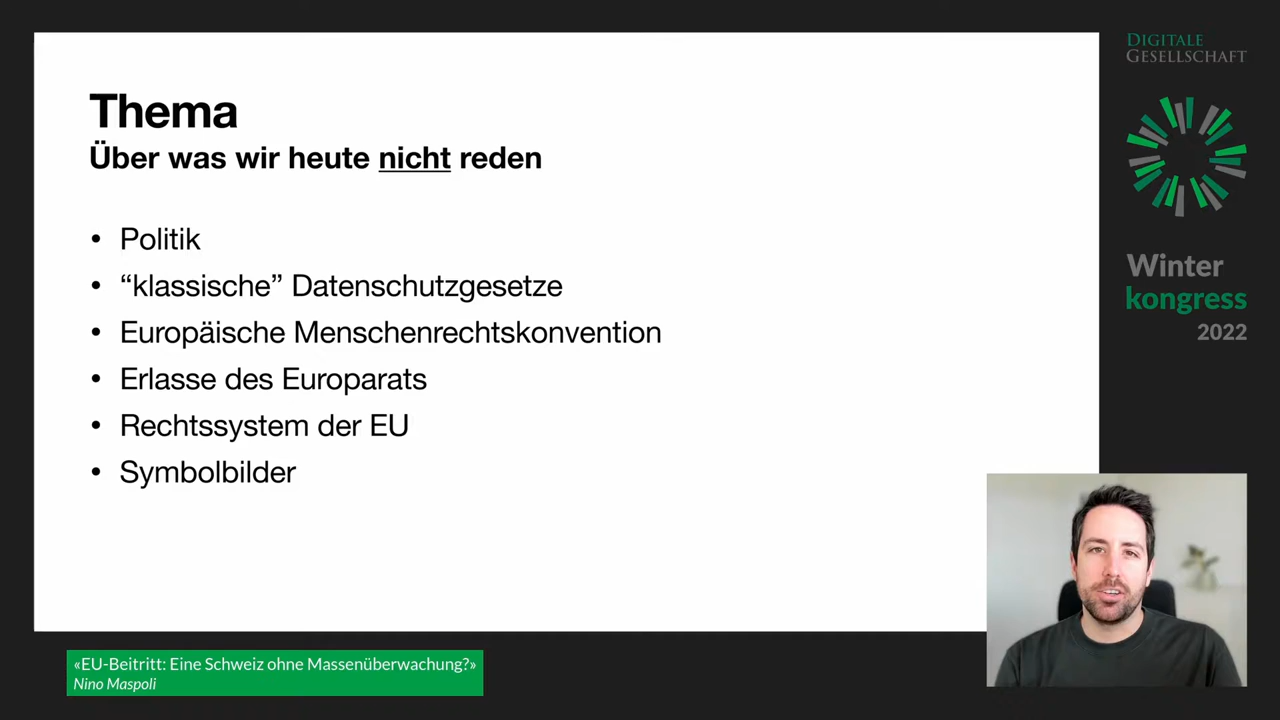 Thema
Über was wir heute nicht reden
• Politik
• “klassische” Datenschutzgesetze
• Europäische Menschenrechtskonvention
• Erlasse des Europarats
• Rechtssystem der EU
• Symbolbilder
DIGITALE
GESELLSCHAFT
Winter
kongress
2022
«EU-Beitritt: Eine Schweiz ohne Massenüberwachung?»
Nino Maspoli